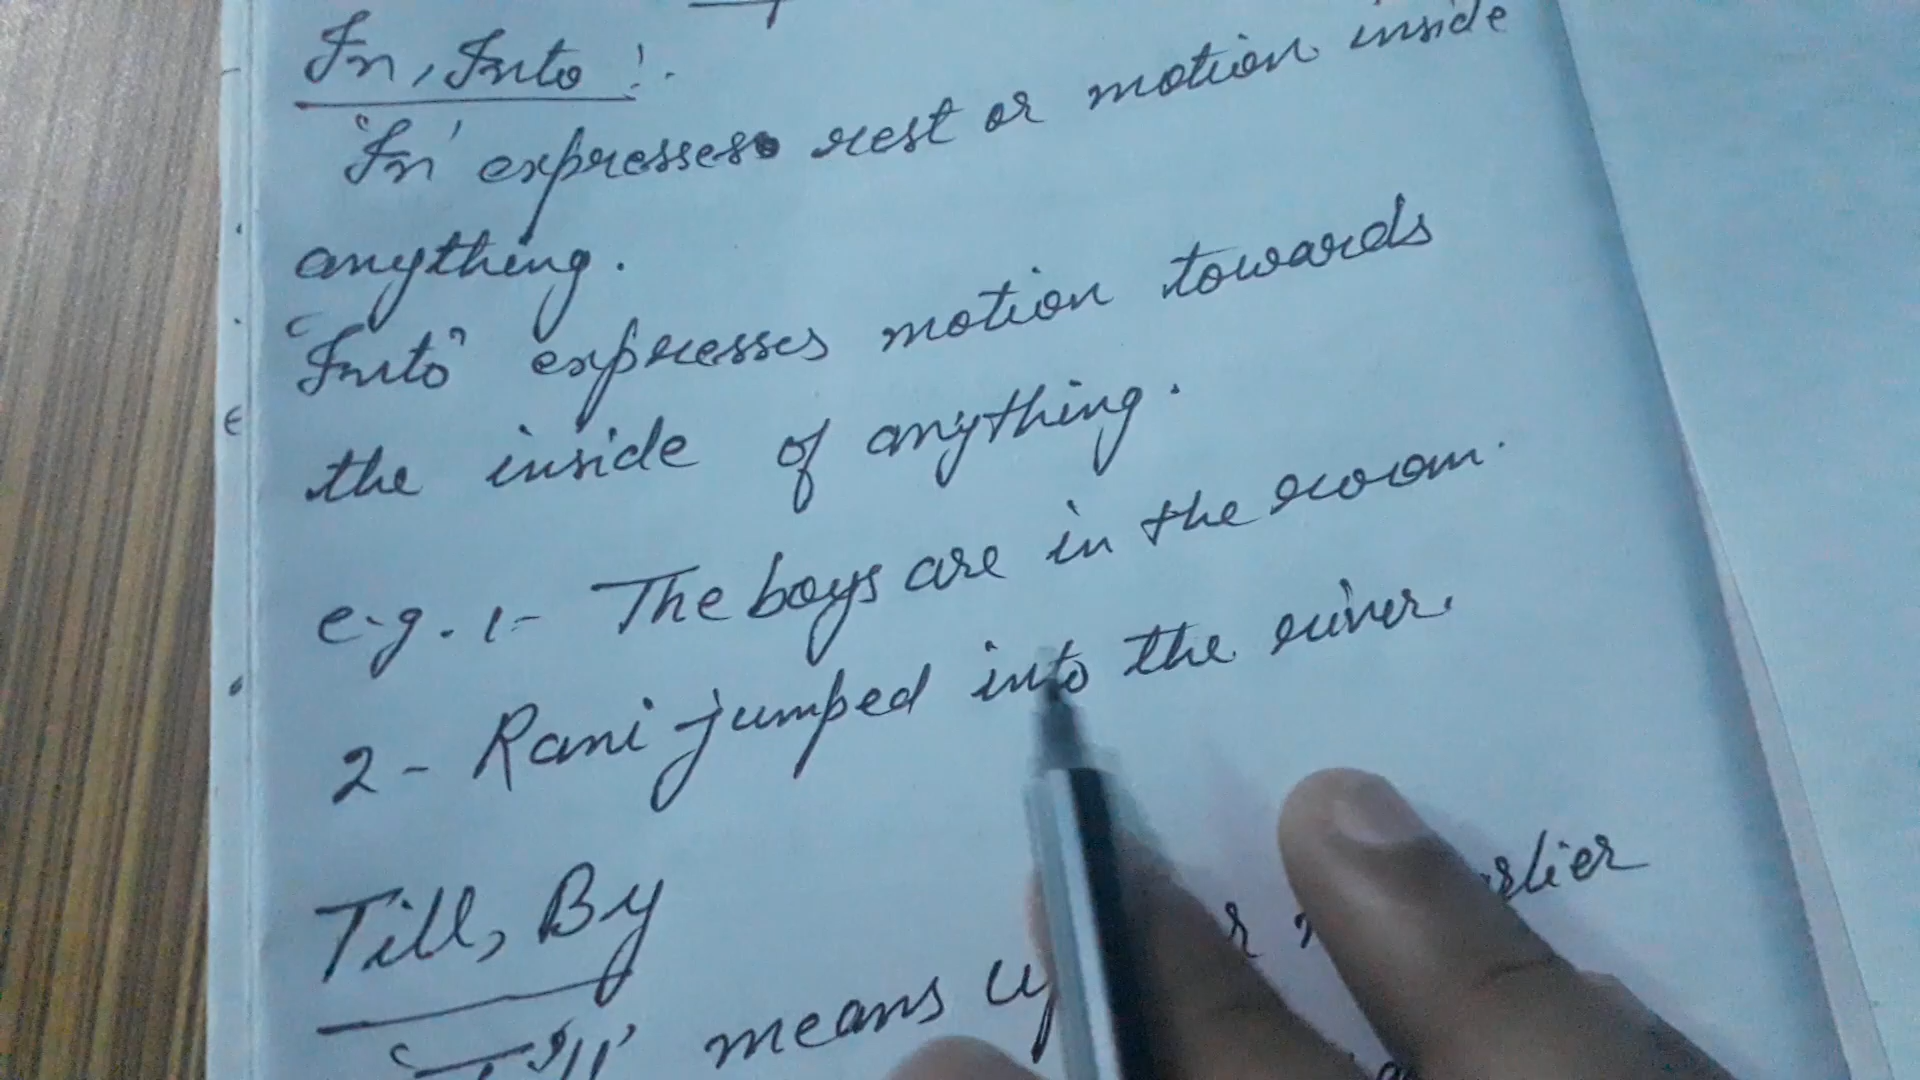 In, Into :-
'In' expresses rest or motion inside
anything.
"Into" expresses motion towards
the inside of anything.
e.g. 1- The boys are in the room.
2- Rani jumped into the river.
Till, By
'Till' means